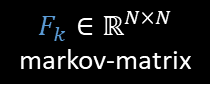 F_k ∈ ℝ^{N×N}
markov-matrix